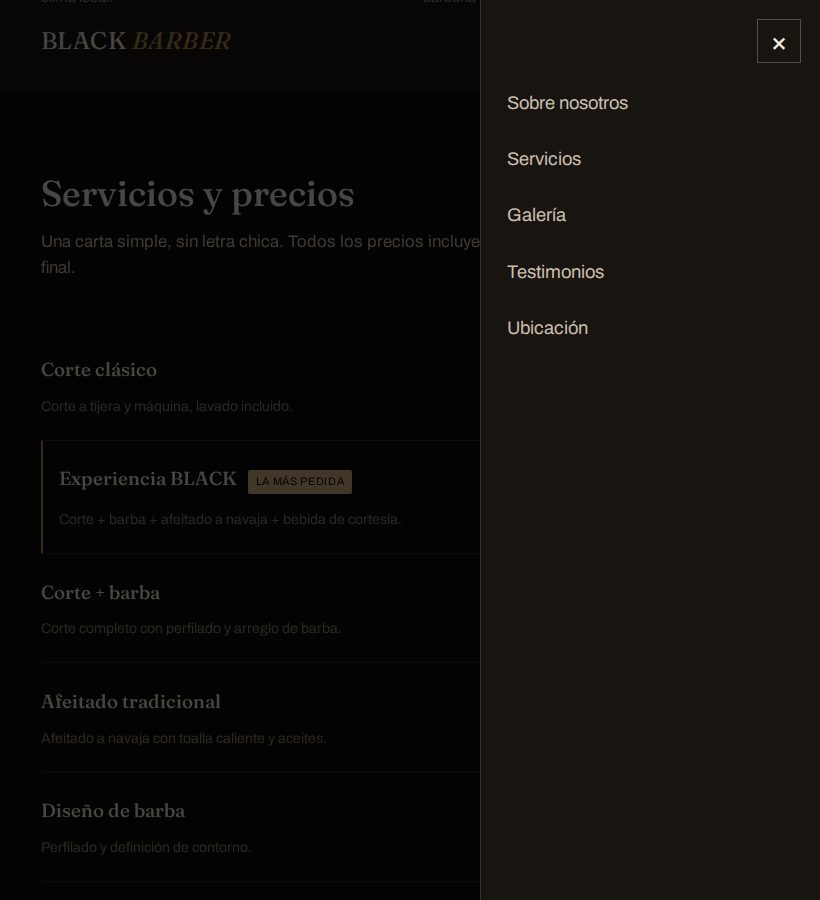 BLACK BARBER
Servicios y precios
Una carta simple, sin letra chica. Todos los precios incluye
final.
Corte clásico
Corte a tijera y máquina, lavado incluido.
Experiencia BLACK LA MÁS PEDIDA
Corte + barba + afeitado a navaja + bebida de cortesía.
Corte + barba
Corte completo con perfilado y arreglo de barba.
Afeitado tradicional
Afeitado a navaja con toalla caliente y aceites.
Diseño de barba
Perfilado y definición de contorno.
×
Sobre nosotros
Servicios
Galería
Testimonios
Ubicación